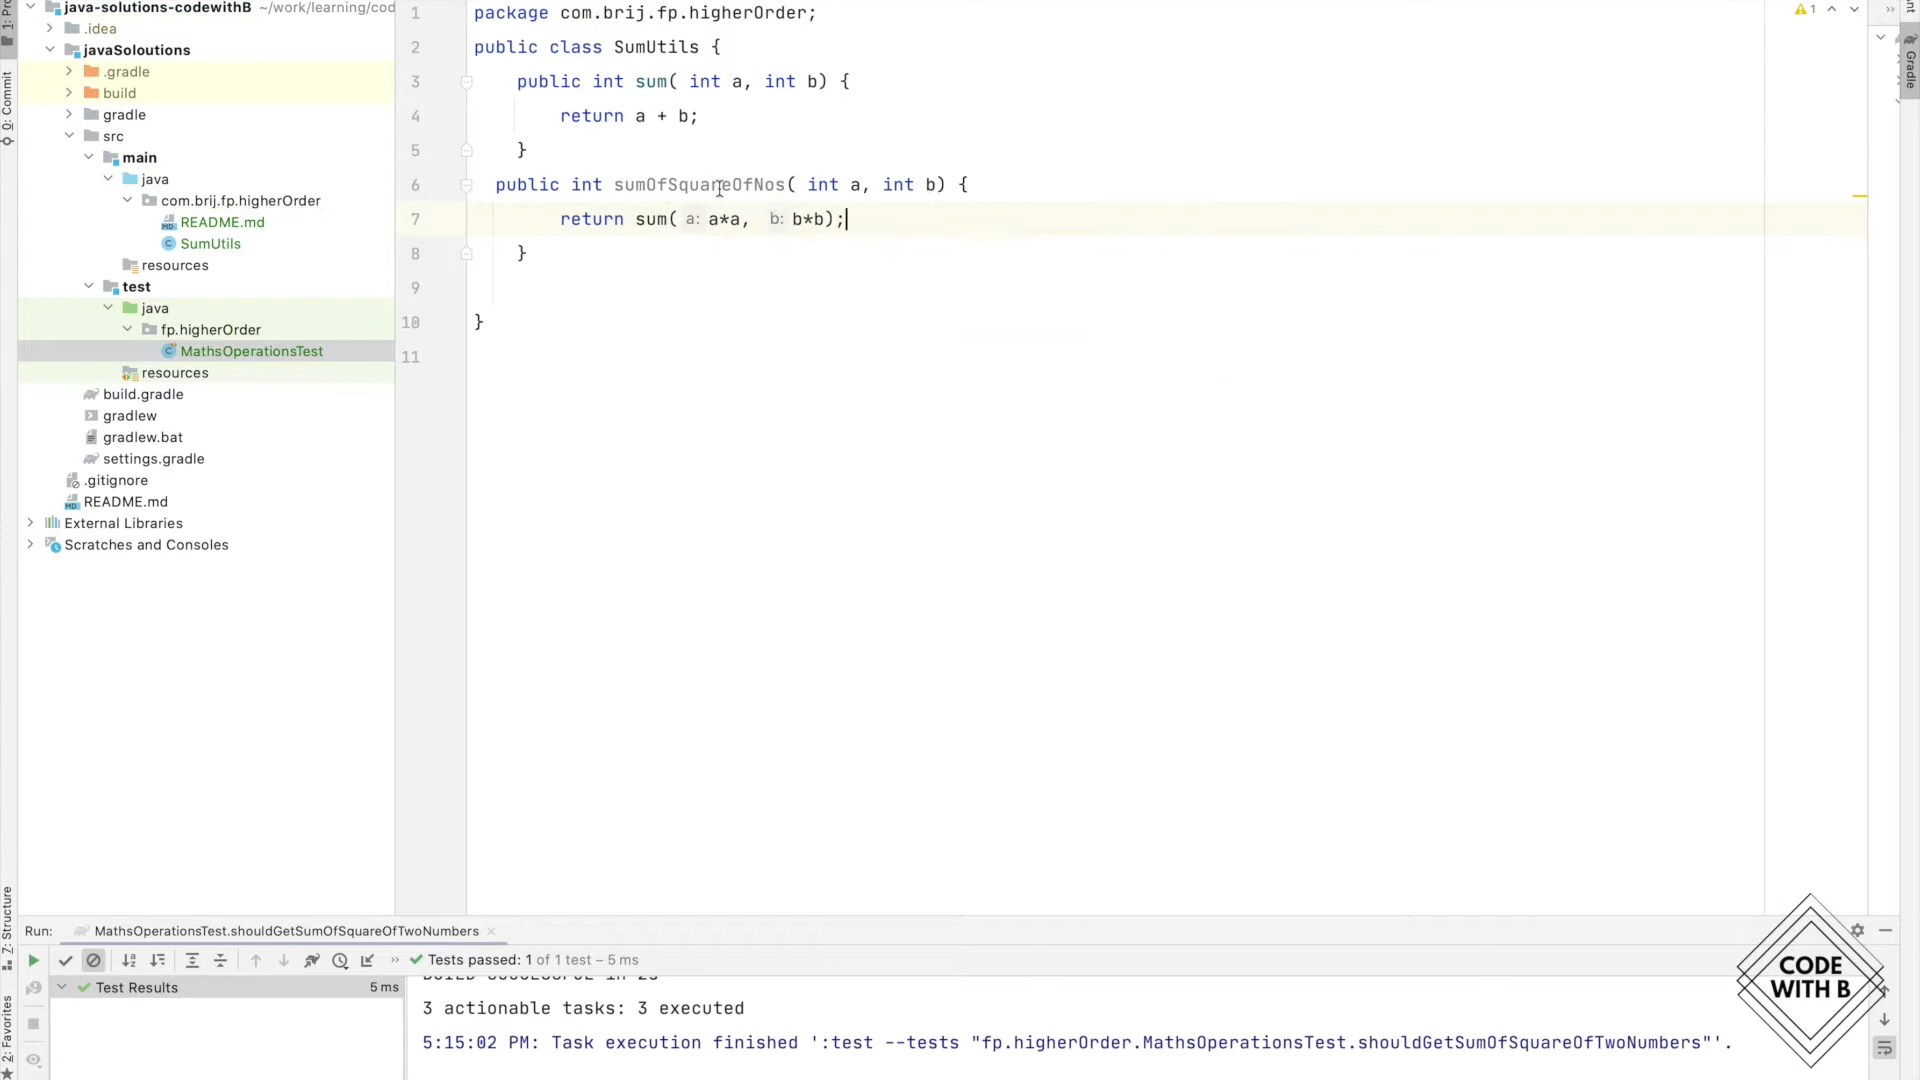 java-solutions-codewithB ~/work/learning/cod
.idea
javaSoloutions
.gradle
build
gradle
src
main
java
com.brij.fp.higherOrder
README.md
SumUtils
resources
test
java
fp.higherOrder
MathsOperationsTest
resources
build.gradle
gradlew
gradlew.bat
settings.gradle
.gitignore
README.md
External Libraries
Scratches and Consoles
0: Commit
7: Structure
2: Favorites
1 package com.brij.fp.higherOrder;
2 public class SumUtils {
3 public int sum( int a, int b) {
4 return a + b;
5 }
6 public int sumOfSquareOfNos( int a, int b) {
7 return sum( a: a*a, b: b*b);
8 }
9
10 }
11
1
Gradle
Run: MathsOperationsTest.shouldGetSumOfSquareOfTwoNumbers
Tests passed: 1 of 1 test – 5 ms
Test Results 5 ms
BUILD SUCCESSFUL in 2s
3 actionable tasks: 3 executed
5:15:02 PM: Task execution finished ':test --tests "fp.higherOrder.MathsOperationsTest.shouldGetSumOfSquareOfTwoNumbers"'.
CODE
WITH B